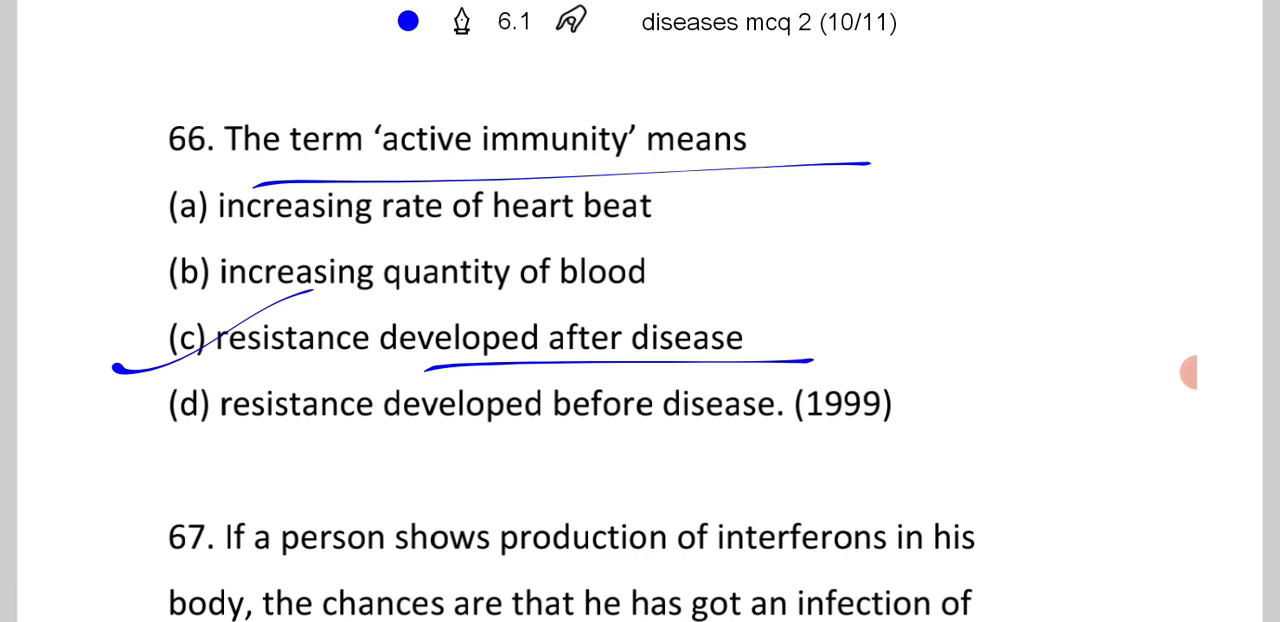 6.1 diseases mcq 2 (10/11)
66. The term ‘active immunity’ means
(a) increasing rate of heart beat
(b) increasing quantity of blood
(c) resistance developed after disease
(d) resistance developed before disease. (1999)
67. If a person shows production of interferons in his
body, the chances are that he has got an infection of